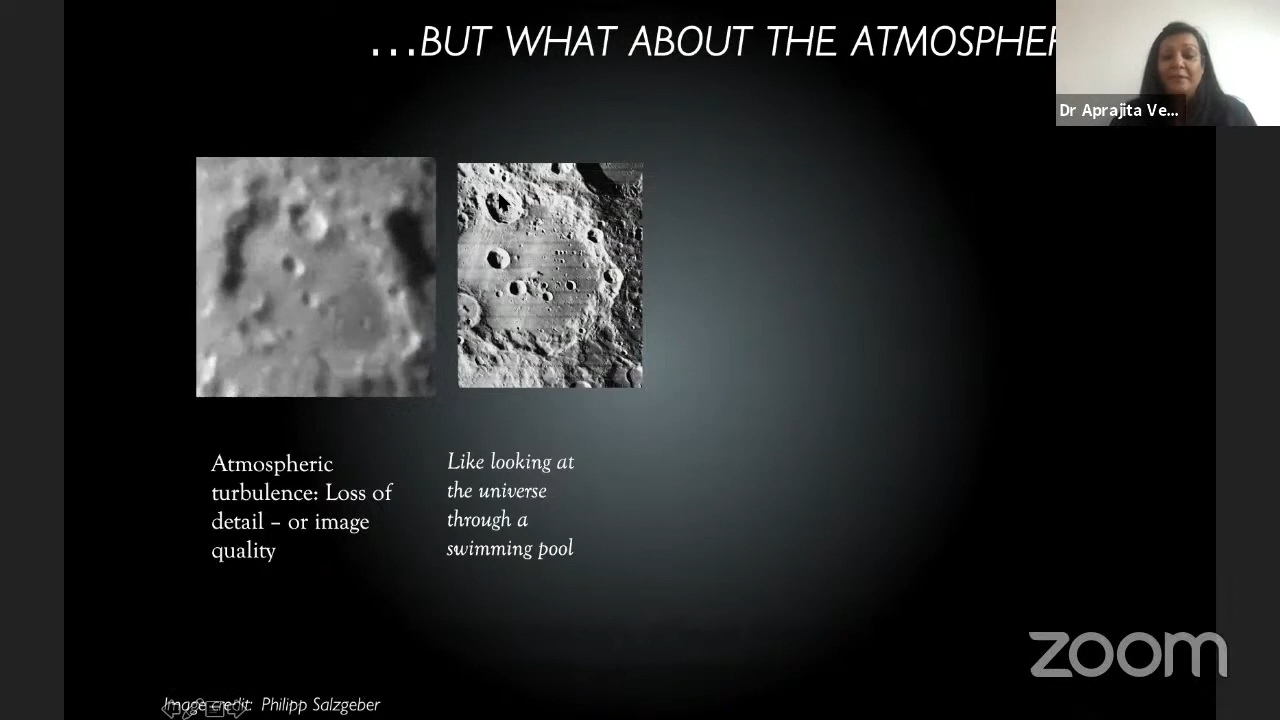 ...BUT WHAT ABOUT THE ATMOSPHER
Dr Aprajita Ve...
Atmospheric
turbulence: Loss of
detail – or image
quality
Like looking at
the universe
through a
swimming pool
zoom
Image credit: Philipp Salzgeber